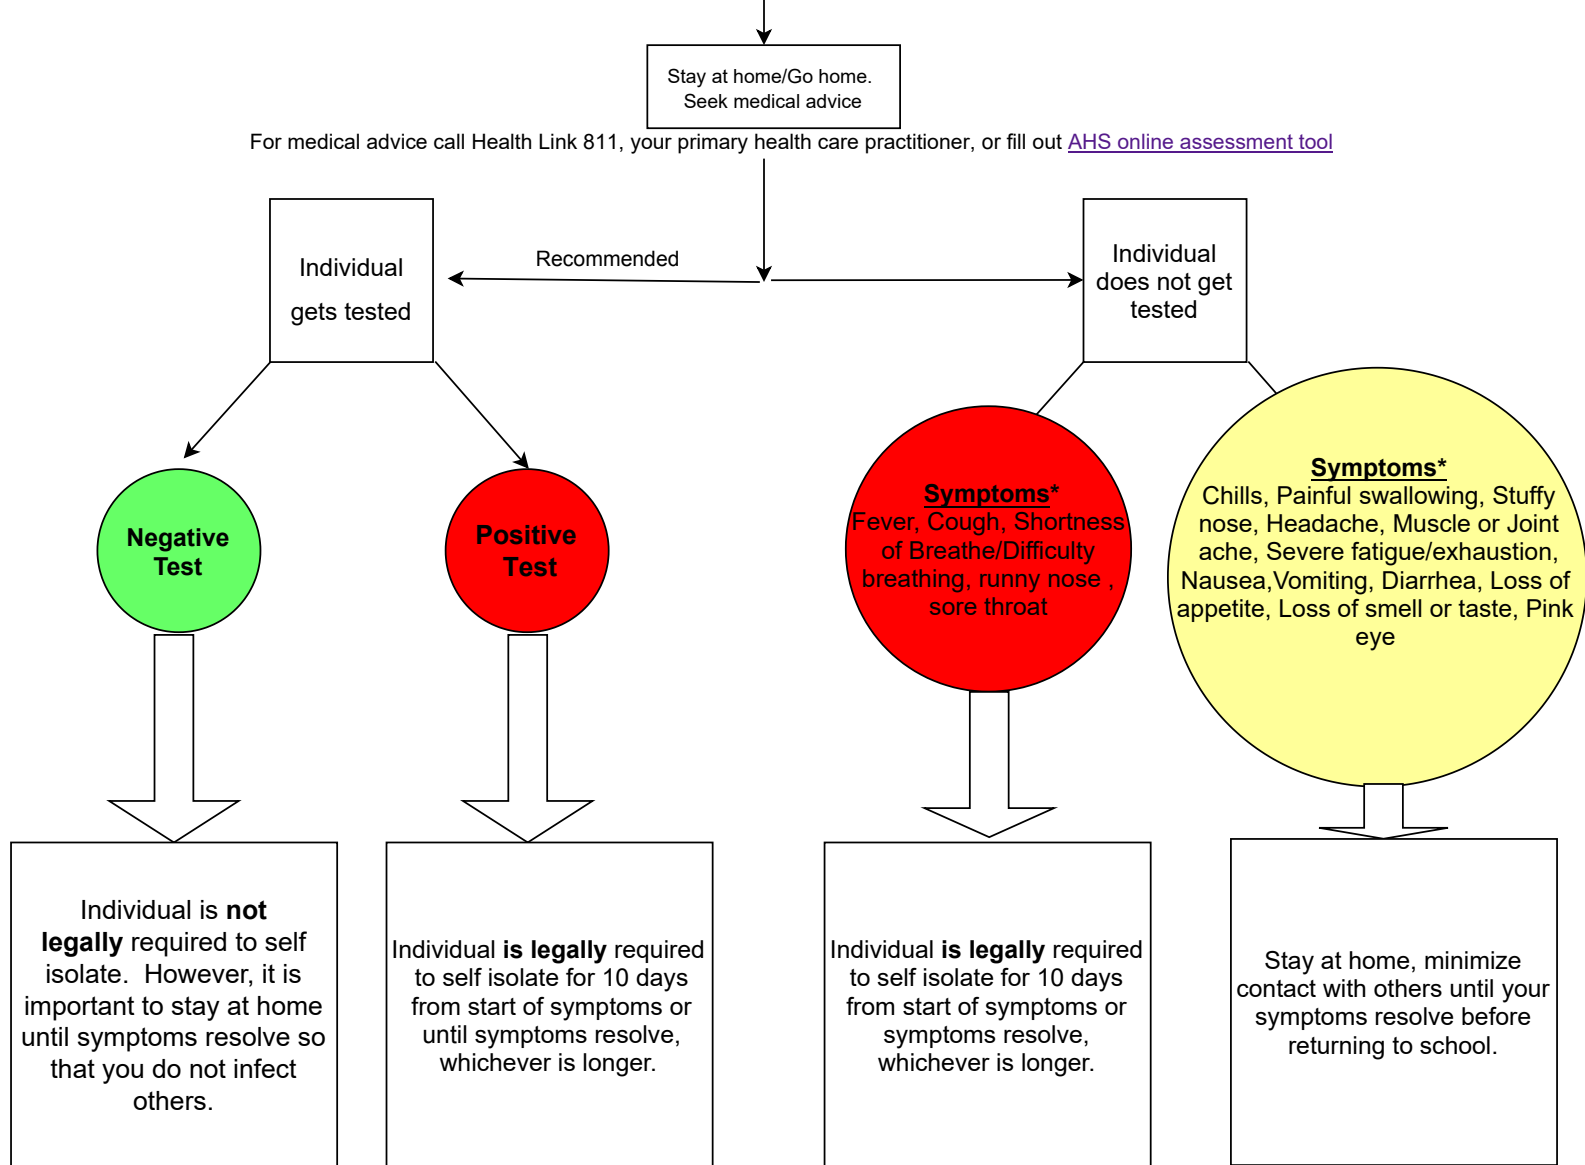 Stay at home/Go home.
Seek medical advice
For medical advice call Health Link 811, your primary health care practitioner, or fill out AHS online assessment tool
Individual
gets tested
Recommended
Individual
does not get
tested
Negative
Test
Positive
Test
Symptoms*
Fever, Cough, Shortness
of Breathe/Difficulty
breathing, runny nose ,
sore throat
Symptoms*
Chills, Painful swallowing, Stuffy
nose, Headache, Muscle or Joint
ache, Severe fatigue/exhaustion,
Nausea,Vomiting, Diarrhea, Loss of
appetite, Loss of smell or taste, Pink
eye
Individual is not
legally required to self
isolate. However, it is
important to stay at home
until symptoms resolve so
that you do not infect
others.
Individual is legally required
to self isolate for 10 days
from start of symptoms or
until symptoms resolve,
whichever is longer.
Individual is legally required
to self isolate for 10 days
from start of symptoms or
symptoms resolve,
whichever is longer.
Stay at home, minimize
contact with others until your
symptoms resolve before
returning to school.